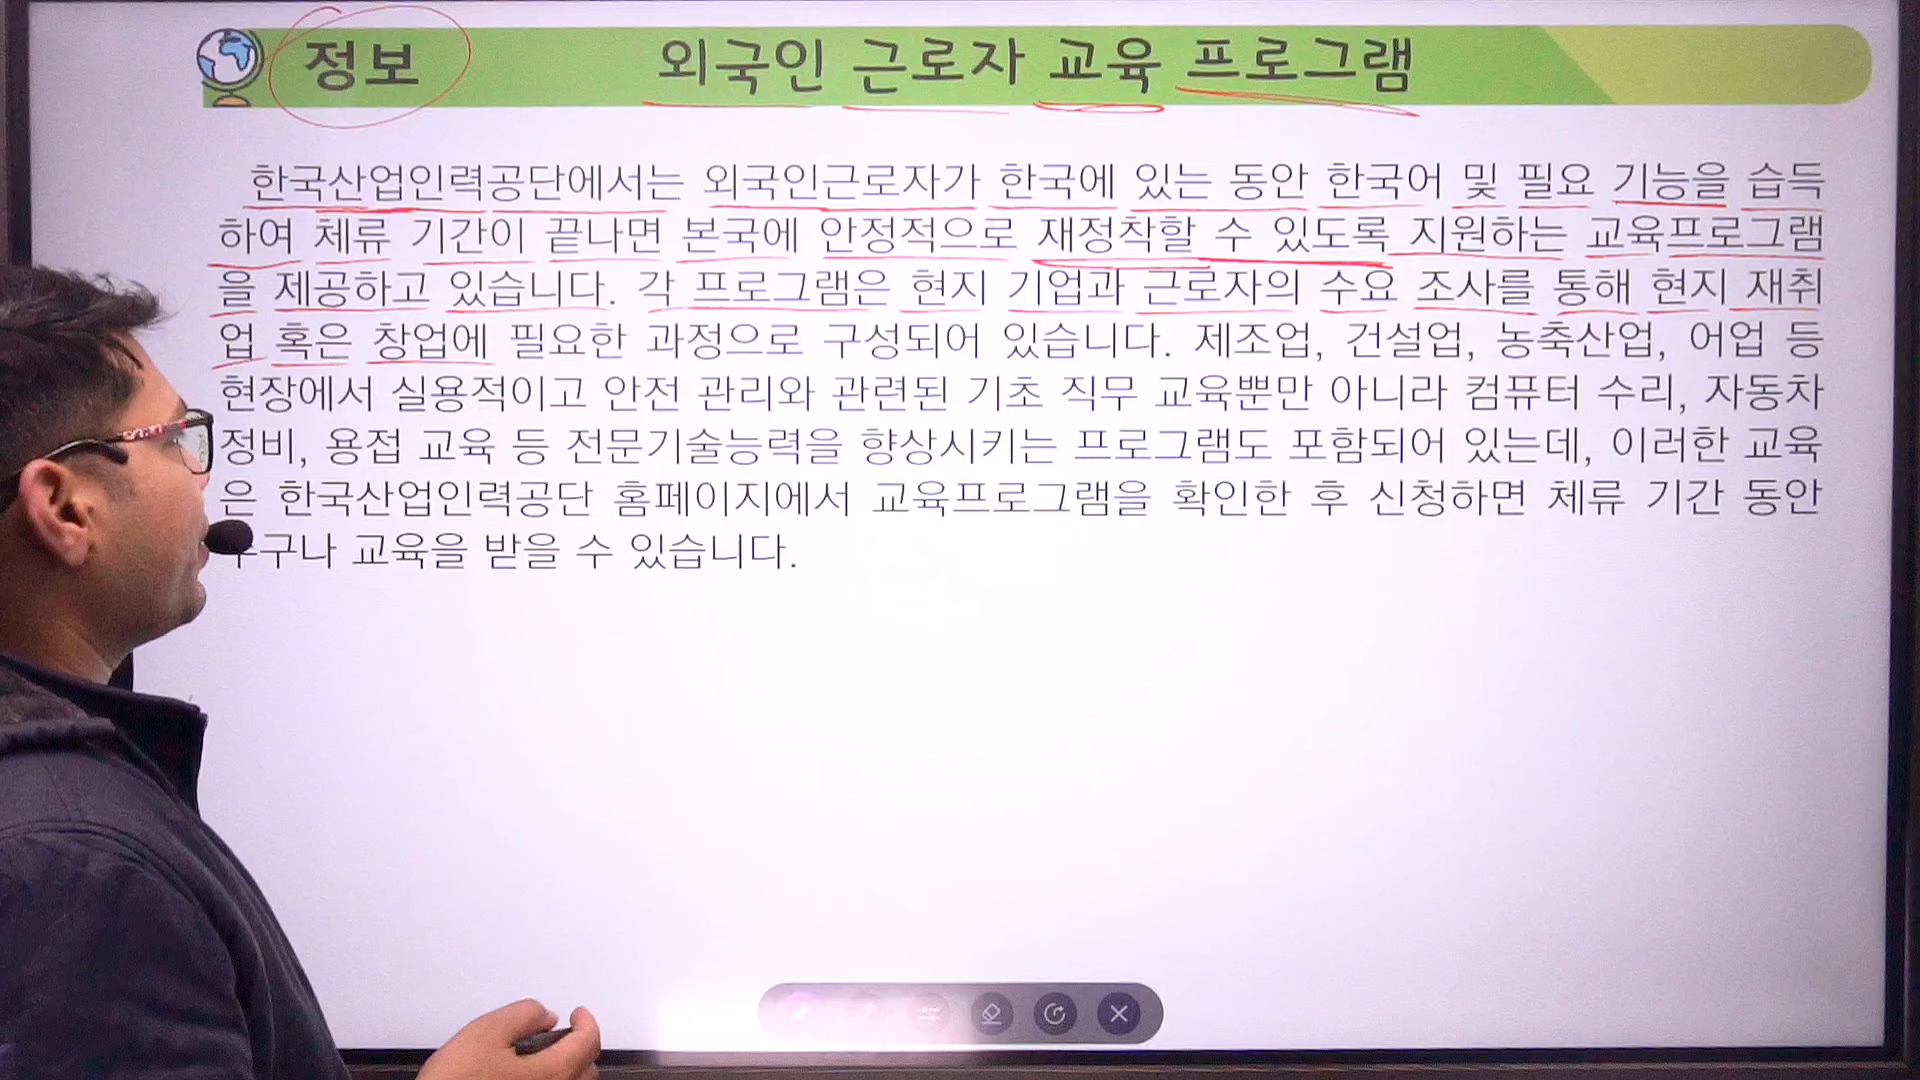 정보 외국인 근로자 교육 프로그램
한국산업인력공단에서는 외국인근로자가 한국에 있는 동안 한국어 및 필요 기능을 습득
하여 체류 기간이 끝나면 본국에 안정적으로 재정착할 수 있도록 지원하는 교육프로그램
을 제공하고 있습니다. 각 프로그램은 현지 기업과 근로자의 수요 조사를 통해 현지 재취
업 혹은 창업에 필요한 과정으로 구성되어 있습니다. 제조업, 건설업, 농축산업, 어업 등
현장에서 실용적이고 안전 관리와 관련된 기초 직무 교육뿐만 아니라 컴퓨터 수리, 자동차
정비, 용접 교육 등 전문기술능력을 향상시키는 프로그램도 포함되어 있는데, 이러한 교육
은 한국산업인력공단 홈페이지에서 교육프로그램을 확인한 후 신청하면 체류 기간 동안
누구나 교육을 받을 수 있습니다.